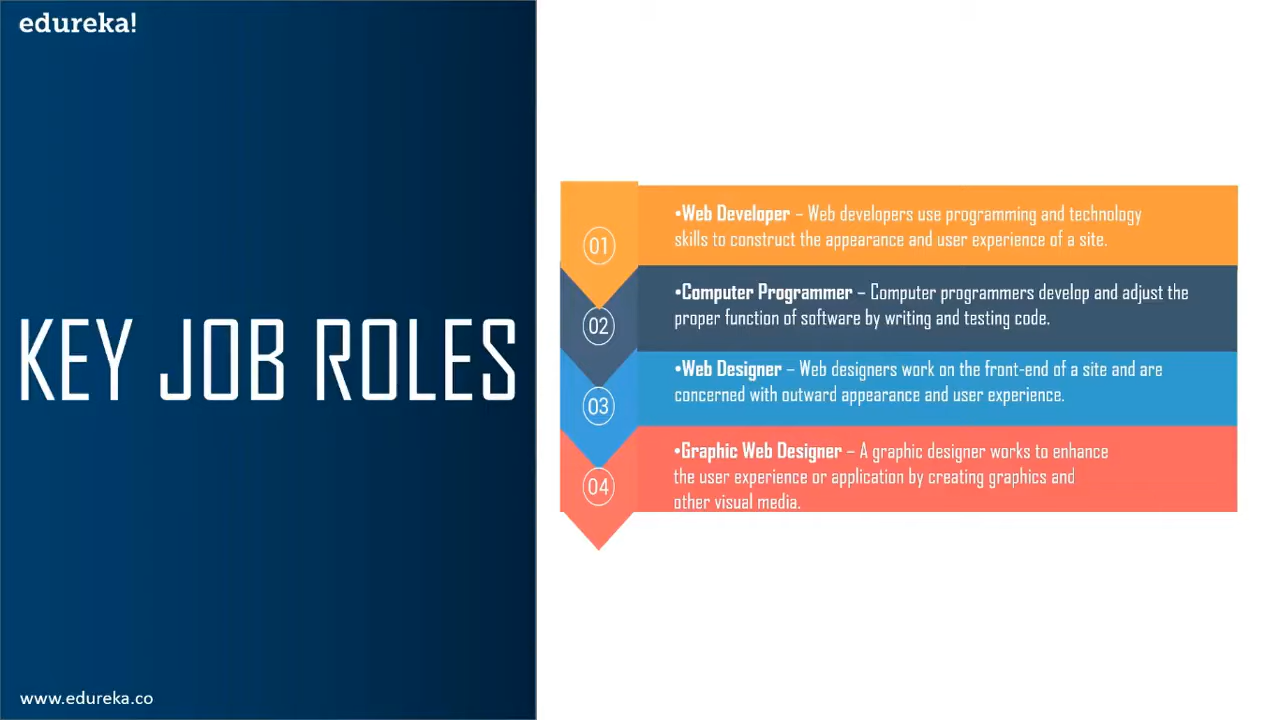 edureka!
KEY JOB ROLES
www.edureka.co
01
•Web Developer – Web developers use programming and technology
skills to construct the appearance and user experience of a site.
02
•Computer Programmer – Computer programmers develop and adjust the
proper function of software by writing and testing code.
03
•Web Designer – Web designers work on the front-end of a site and are
concerned with outward appearance and user experience.
04
•Graphic Web Designer – A graphic designer works to enhance
the user experience or application by creating graphics and
other visual media.